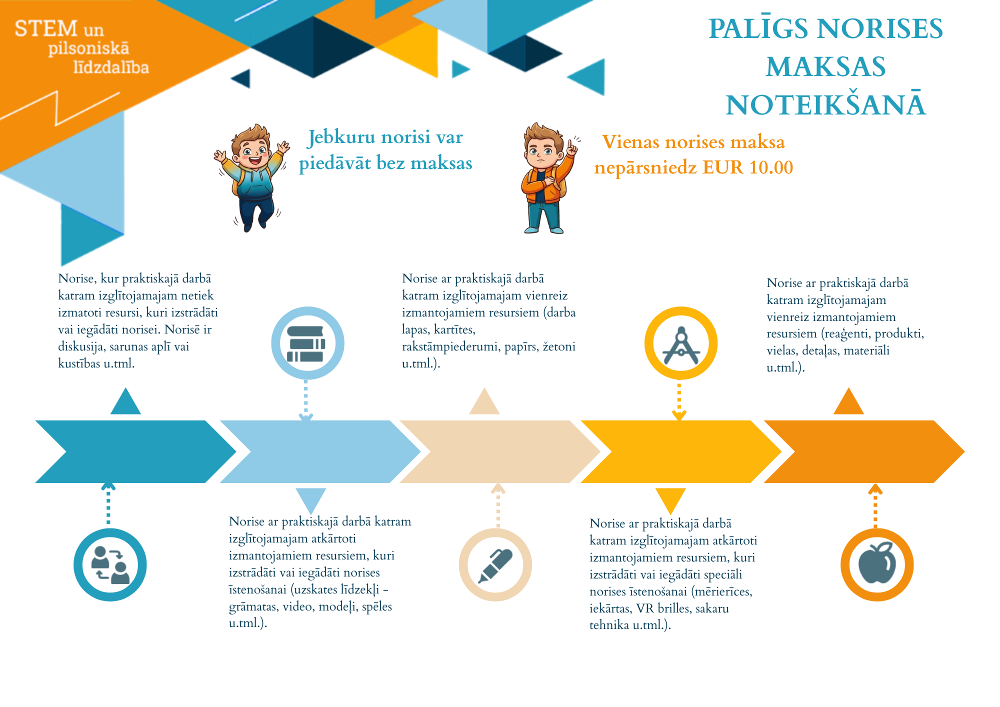 STEM un
pilsoniskā
līdzdalība
PALĪGS NORISES
MAKSAS
NOTEIKŠANĀ
Jebkuru norisi var
piedāvāt bez maksas
Vienas norises maksa
nepārsniedz EUR 10.00
Norise, kur praktiskajā darbā
katram izglītojamajam netiek
izmatoti resursi, kuri izstrādāti
vai iegādāti norisei. Norisē ir
diskusija, sarunas aplī vai
kustības u.tml.
Norise ar praktiskajā darbā katram
izglītojamajam atkārtoti
izmantojamiem resursiem, kuri
izstrādāti vai iegādāti norises
īstenošanai (uzskates līdzekļi -
grāmatas, video, modeļi, spēles
u.tml.).
Norise ar praktiskajā darbā
katram izglītojamajam vienreiz
izmantojamiem resursiem (darba
lapas, kartītes,
rakstāmpiederumi, papīrs, žetoni
u.tml.).
Norise ar praktiskajā darbā
katram izglītojamajam atkārtoti
izmantojamiem resursiem, kuri
izstrādāti vai iegādāti speciāli
norises īstenošanai (mērierīces,
iekārtas, VR brilles, sakaru
tehnika u.tml.).
Norise ar praktiskajā darbā
katram izglītojamajam
vienreiz izmantojamiem
resursiem (reaģenti, produkti,
vielas, detaļas, materiāli
u.tml.).